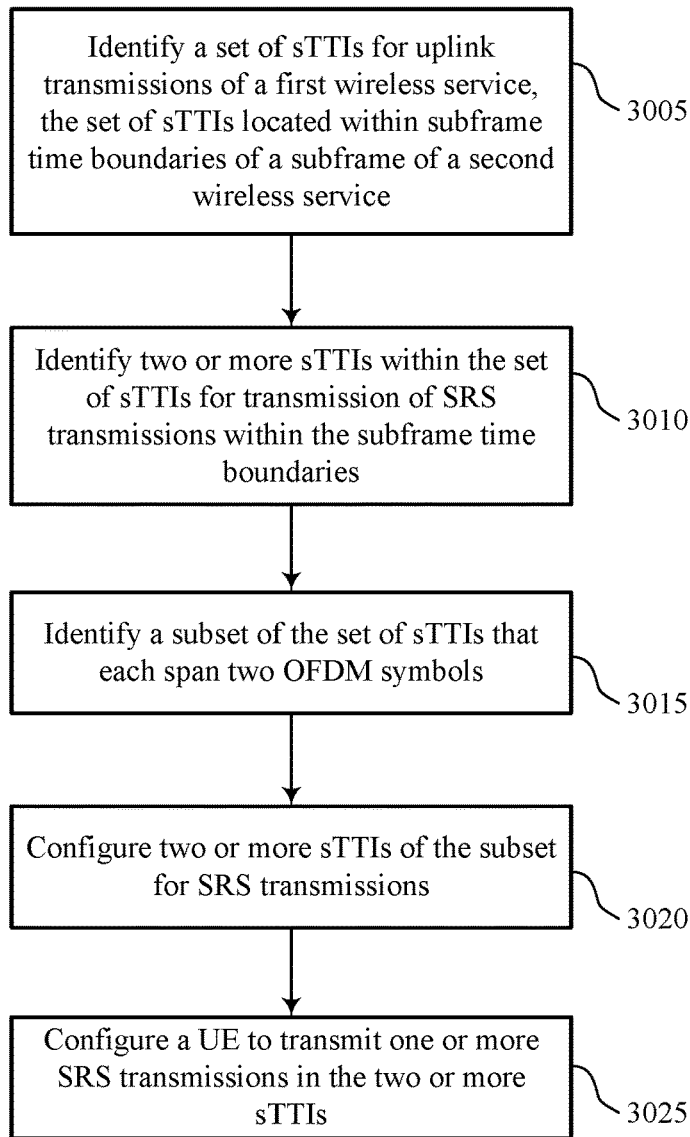 Identify a set of sTTIs for uplink
transmissions of a first wireless service,
the set of sTTIs located within subframe
time boundaries of a subframe of a second
wireless service
3005
Identify two or more sTTIs within the set
of sTTIs for transmission of SRS
transmissions within the subframe time
boundaries
3010
Identify a subset of the set of sTTIs that
each span two OFDM symbols
3015
Configure two or more sTTIs of the subset
for SRS transmissions
3020
Configure a UE to transmit one or more
SRS transmissions in the two or more
sTTIs
3025